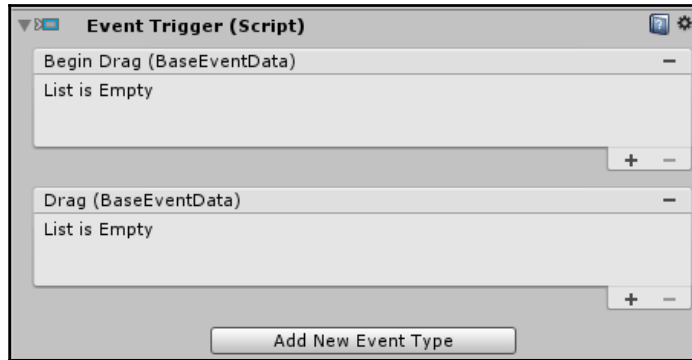 Event Trigger (Script)
Begin Drag (BaseEventData)
List is Empty
Drag (BaseEventData)
List is Empty
Add New Event Type